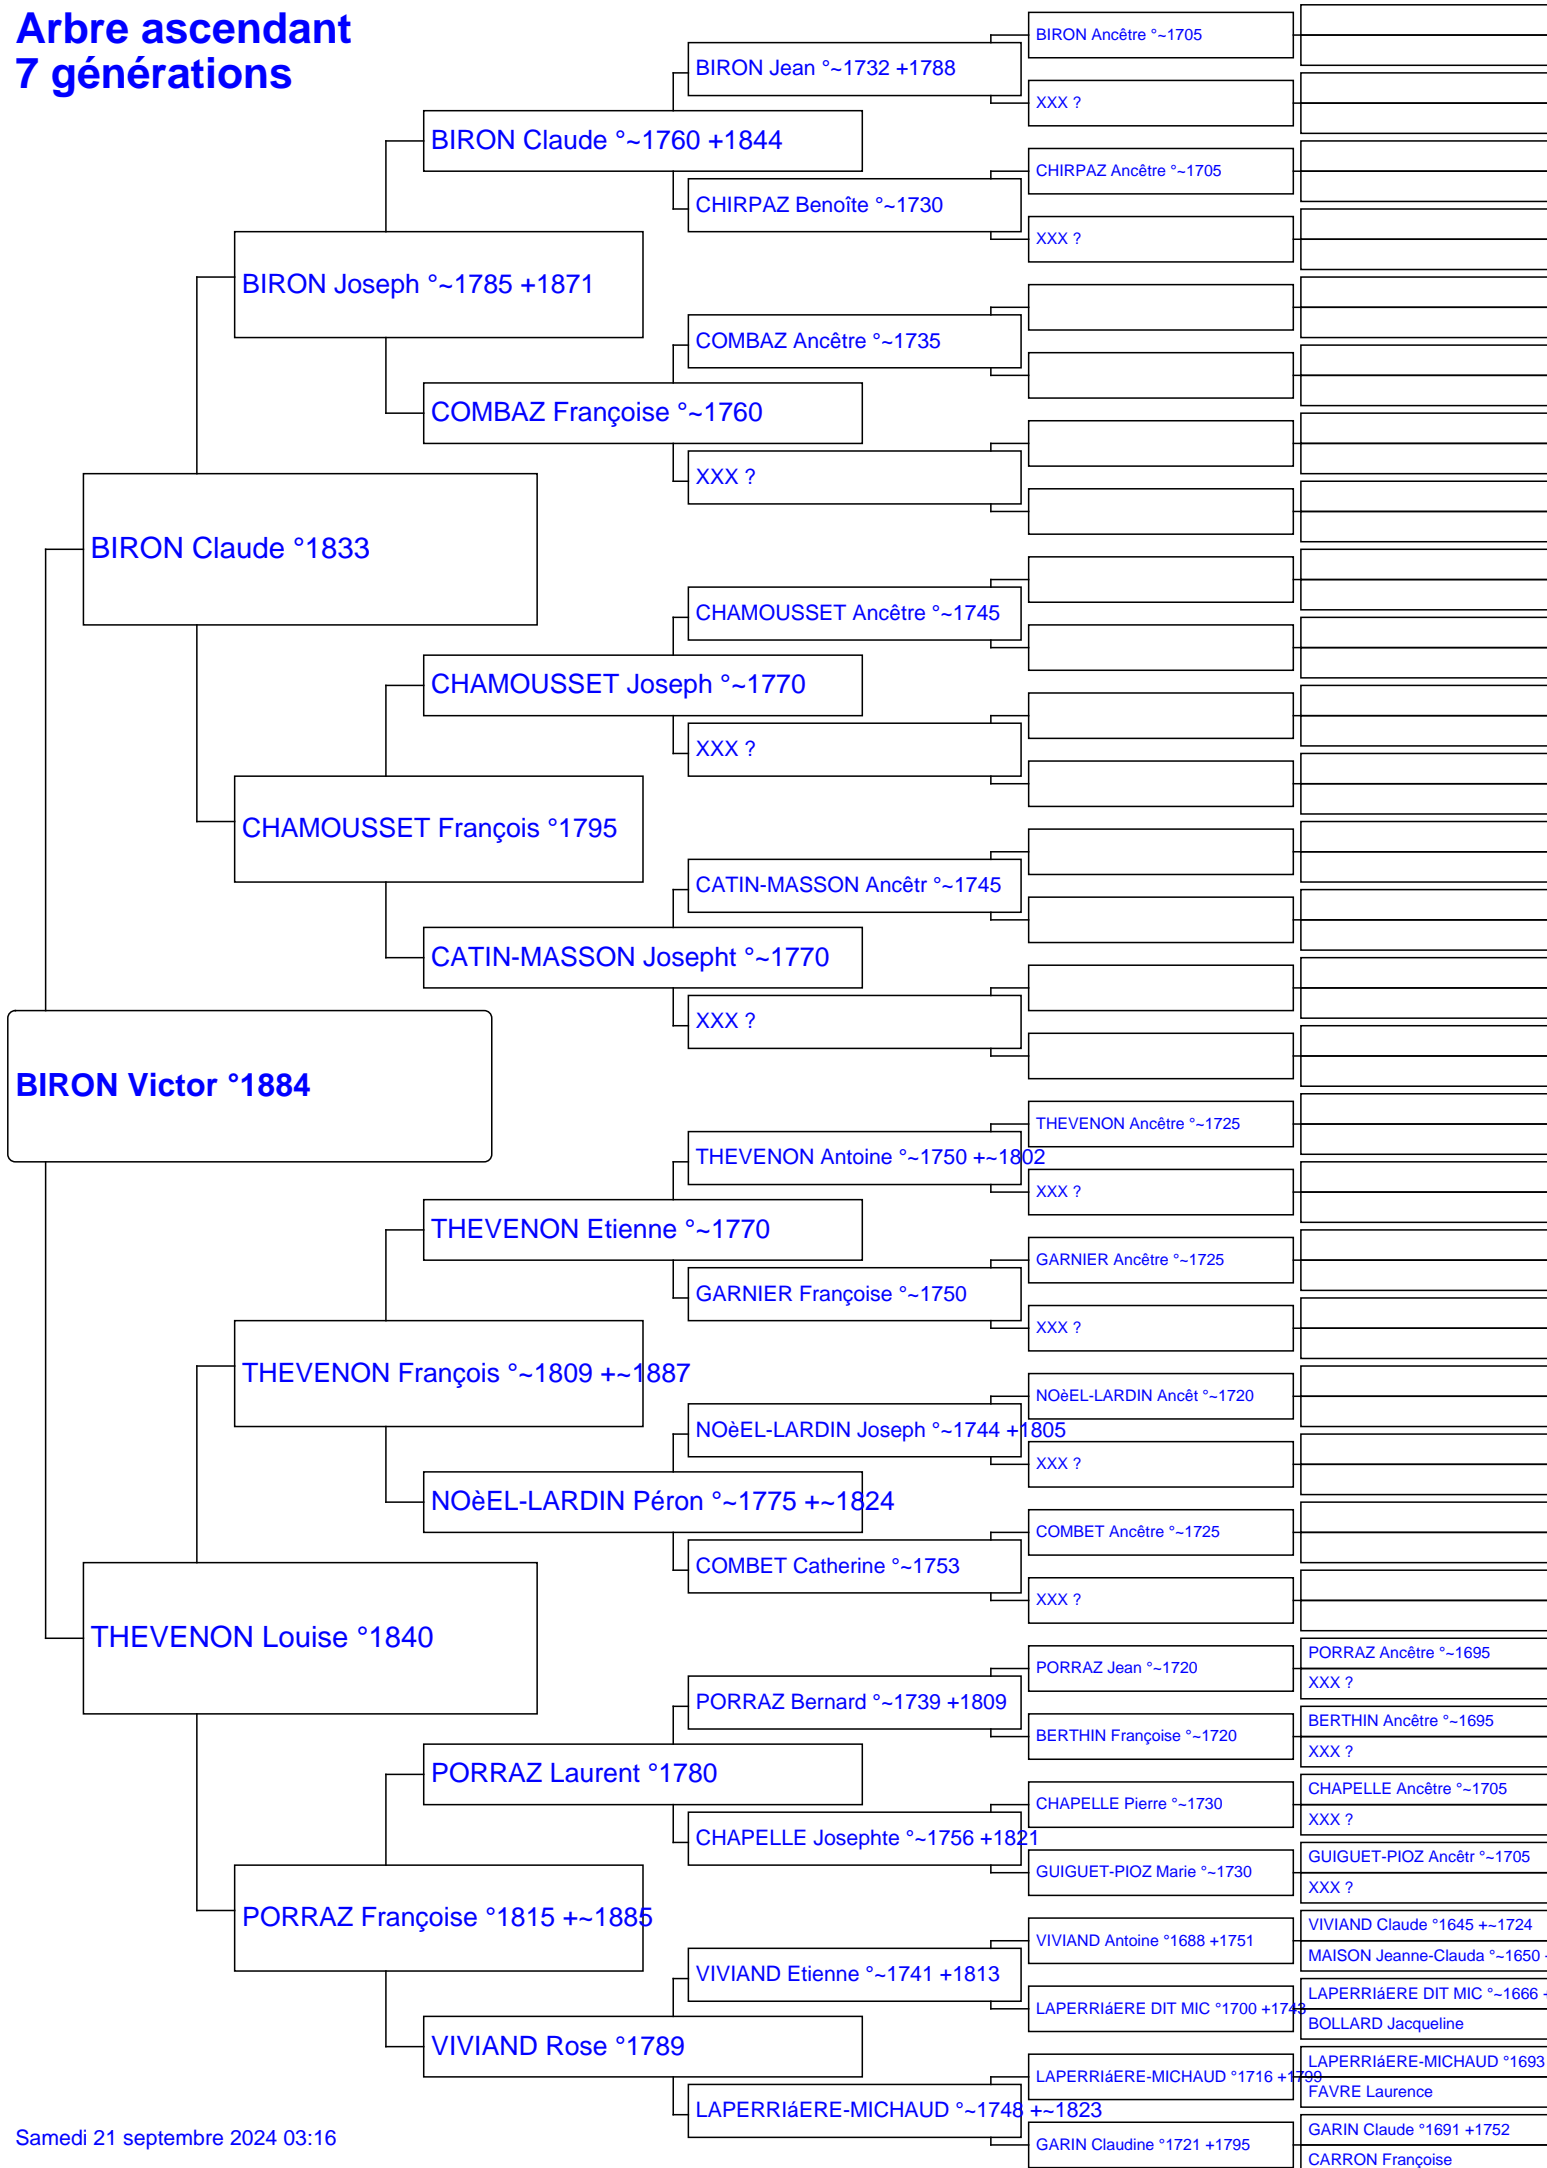 Arbre ascendant
7 générations
BIRON Ancêtre °~1705
BIRON Jean °~1732 +1788
XXX ?
BIRON Claude °~1760 +1844
CHIRPAZ Ancêtre °~1705
CHIRPAZ Benoîte °~1730
XXX ?
BIRON Joseph °~1785 +1871
COMBAZ Ancêtre °~1735
COMBAZ Françoise °~1760
XXX ?
BIRON Claude °1833
CHAMOUSSET Ancêtre °~1745
CHAMOUSSET Joseph °~1770
XXX ?
CHAMOUSSET François °1795
CATIN-MASSON Ancêtr °~1745
CATIN-MASSON Josepht °~1770
XXX ?
BIRON Victor °1884
THEVENON Ancêtre °~1725
THEVENON Antoine °~1750 +~1802
XXX ?
THEVENON Etienne °~1770
GARNIER Ancêtre °~1725
GARNIER Françoise °~1750
XXX ?
THEVENON François °~1809 +~1887
NOèEL-LARDIN Ancêt °~1720
NOèEL-LARDIN Joseph °~1744 +1805
XXX ?
NOèEL-LARDIN Péron °~1775 +~1824
COMBET Ancêtre °~1725
COMBET Catherine °~1753
XXX ?
THEVENON Louise °1840
PORRAZ Ancêtre °~1695
PORRAZ Jean °~1720
XXX ?
PORRAZ Bernard °~1739 +1809
BERTHIN Ancêtre °~1695
BERTHIN Françoise °~1720
XXX ?
PORRAZ Laurent °1780
CHAPELLE Ancêtre °~1705
CHAPELLE Pierre °~1730
XXX ?
CHAPELLE Josephte °~1756 +1821
GUIGUET-PIOZ Ancêtr °~1705
GUIGUET-PIOZ Marie °~1730
XXX ?
PORRAZ Françoise °1815 +~1885
VIVIAND Claude °1645 +~1724
VIVIAND Antoine °1688 +1751
MAISON Jeanne-Clauda °~1650 +
VIVIAND Etienne °~1741 +1813
LAPERRIáERE DIT MIC °~1666 +
LAPERRIáERE DIT MIC °1700 +1743
BOLLARD Jacqueline
VIVIAND Rose °1789
LAPERRIáERE-MICHAUD °1693
LAPERRIáERE-MICHAUD °1716 +1799
FAVRE Laurence
LAPERRIáERE-MICHAUD °~1748 +~1823
GARIN Claude °1691 +1752
GARIN Claudine °1721 +1795
CARRON Françoise
Samedi 21 septembre 2024 03:16